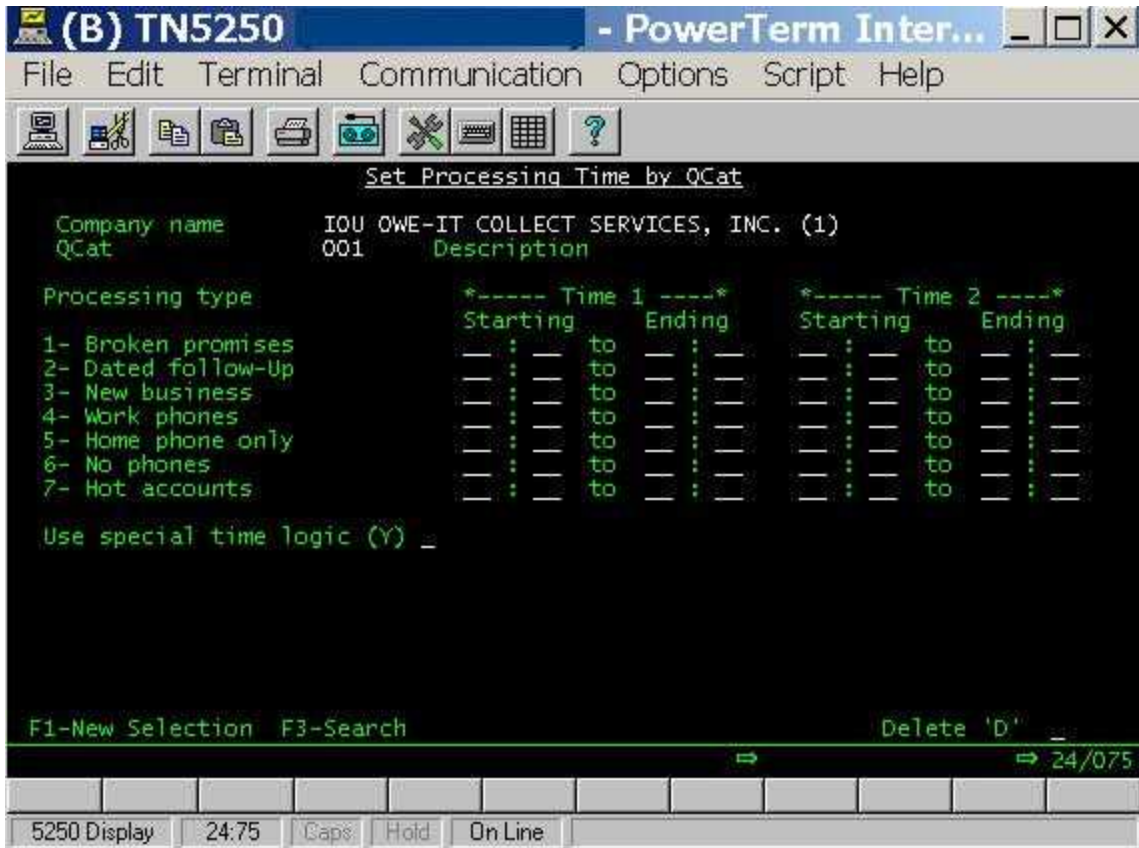 (B) TN5250 - PowerTerm Inter...
File Edit Terminal Communication Options Script Help
Set Processing Time by QCat
Company name IOU OWE-IT COLLECT SERVICES, INC. (1)
QCat 001 Description
Processing type *----- Time 1 ----* *----- Time 2 ----*
Starting Ending Starting Ending
1- Broken promises __ : __ to __ : __ __ : __ to __ : __
2- Dated follow-Up __ : __ to __ : __ __ : __ to __ : __
3- New business __ : __ to __ : __ __ : __ to __ : __
4- Work phones __ : __ to __ : __ __ : __ to __ : __
5- Home phone only __ : __ to __ : __ __ : __ to __ : __
6- No phones __ : __ to __ : __ __ : __ to __ : __
7- Hot accounts __ : __ to __ : __ __ : __ to __ : __
Use special time logic (Y) _
F1-New Selection F3-Search Delete 'D' _
⇨ ⇨ 24/075
5250 Display 24:75 Caps Hold On Line